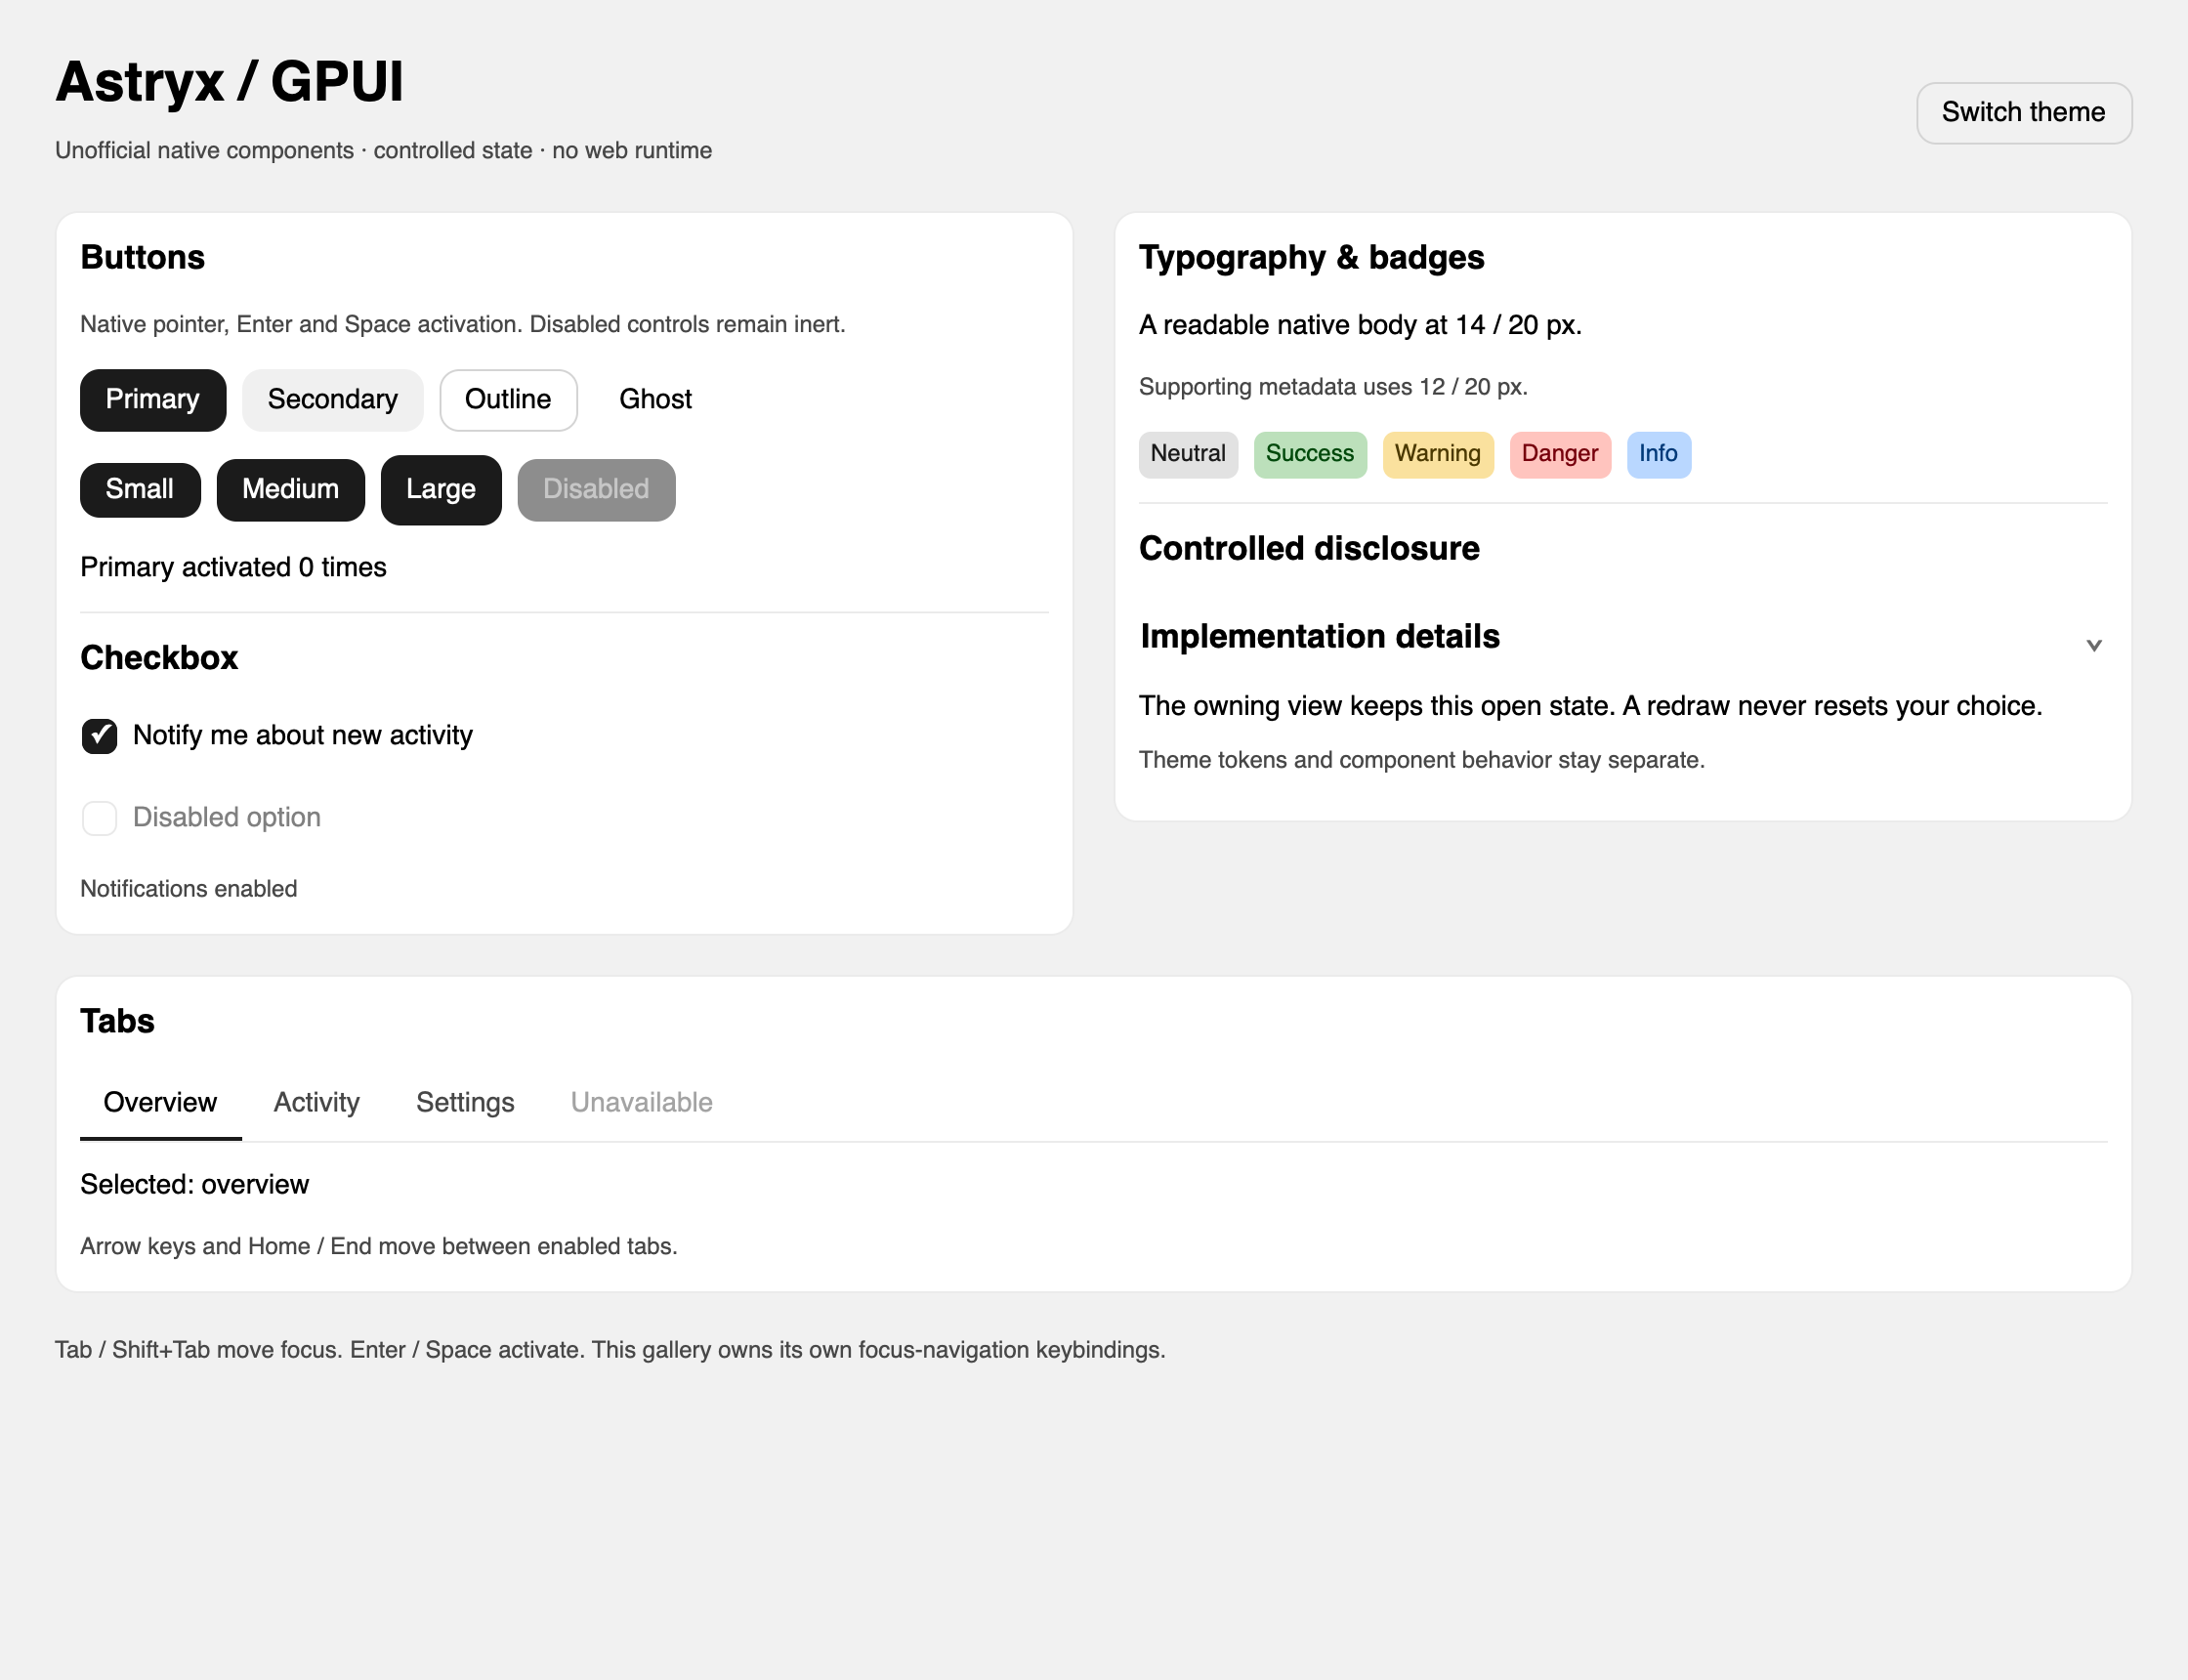 Astryx / GPUI
Unofficial native components · controlled state · no web runtime
Switch theme
Buttons
Native pointer, Enter and Space activation. Disabled controls remain inert.
Primary
Secondary
Outline
Ghost
Small
Medium
Large
Disabled
Primary activated 0 times
Checkbox
Notify me about new activity
Disabled option
Notifications enabled
Typography & badges
A readable native body at 14 / 20 px.
Supporting metadata uses 12 / 20 px.
Neutral
Success
Warning
Danger
Info
Controlled disclosure
Implementation details
The owning view keeps this open state. A redraw never resets your choice.
Theme tokens and component behavior stay separate.
Tabs
Overview
Activity
Settings
Unavailable
Selected: overview
Arrow keys and Home / End move between enabled tabs.
Tab / Shift+Tab move focus. Enter / Space activate. This gallery owns its own focus-navigation keybindings.